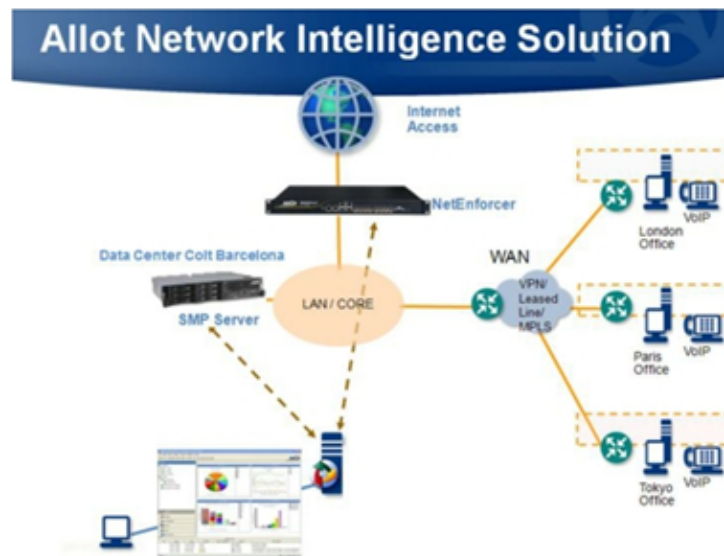 Allot Network Intelligence Solution
Internet
Access
NetEnforcer
Data Center Colt Barcelona
SMP Server
LAN / CORE
WAN
VPN/
Leased
Line/
MPLS
London
Office
VoIP
Paris
Office
VoIP
Tokyo
Office
VoIP